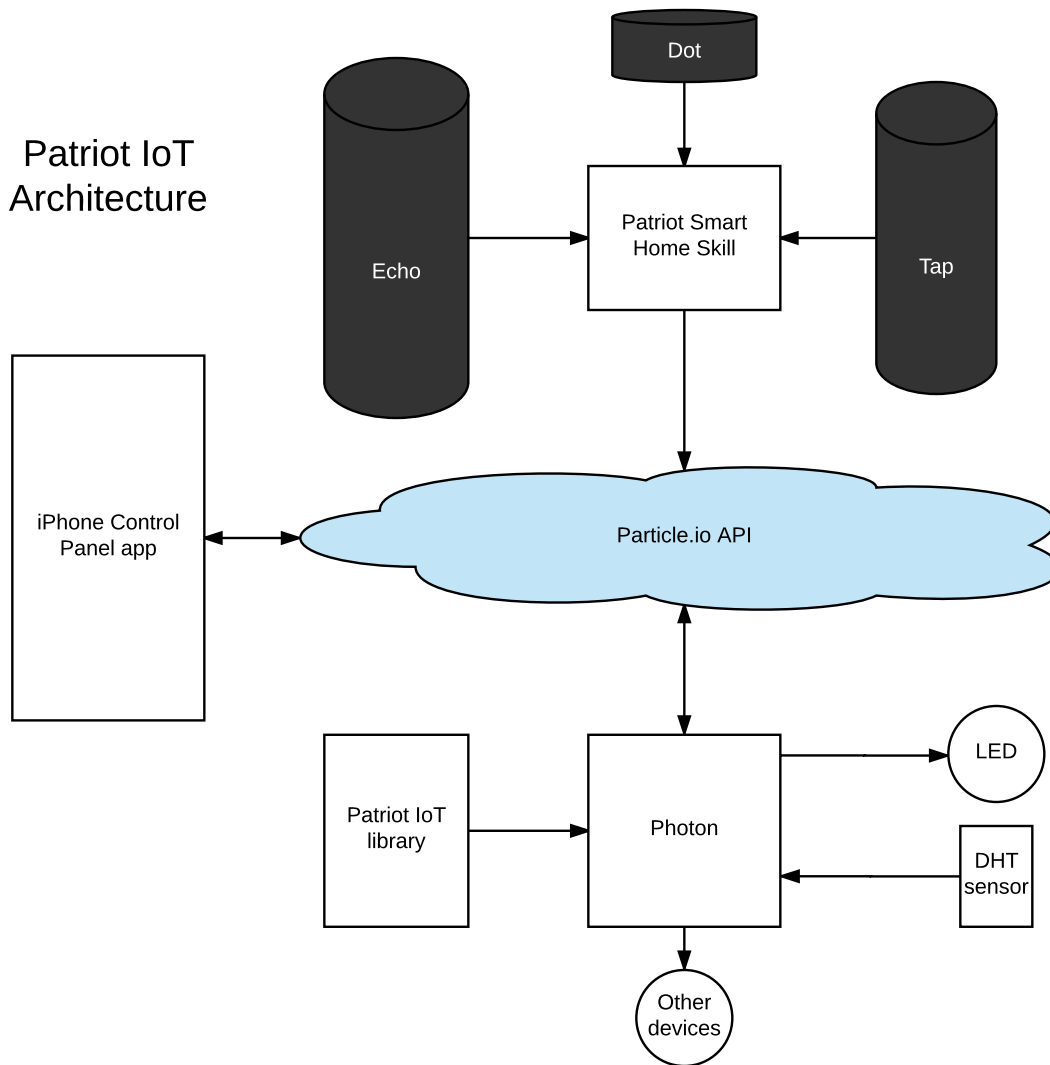 Dot
Patriot IoT
Architecture
Patriot Smart
Home Skill
Echo
Tap
iPhone Control
Panel app
Particle.io API
LED
Patriot IoT
library
Photon
DHT
sensor
Other
devices